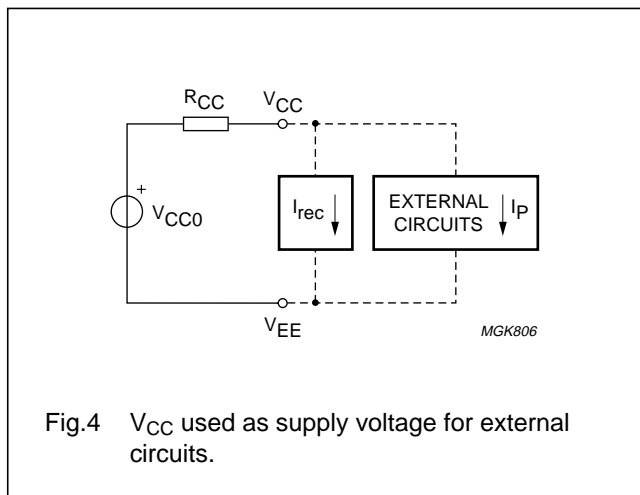 RCC
VCC
+
VCC0
Irec
EXTERNAL
CIRCUITS
IP
VEE
MGK806
Fig.4 VCC used as supply voltage for external
circuits.